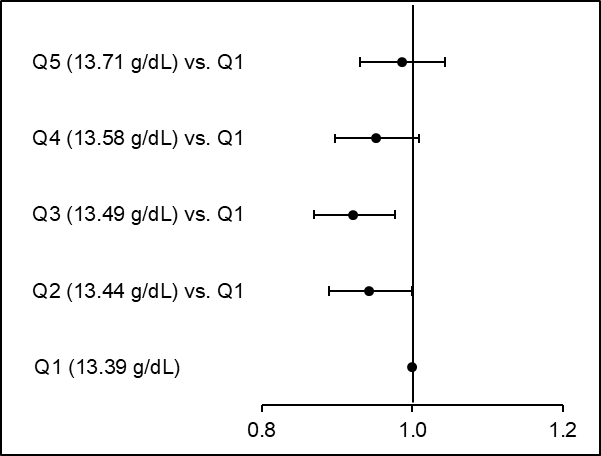 Q5 (13.71 g/dL) vs. Q1
Q4 (13.58 g/dL) vs. Q1
Q3 (13.49 g/dL) vs. Q1
Q2 (13.44 g/dL) vs. Q1
Q1 (13.39 g/dL)
0.8 1.0 1.2